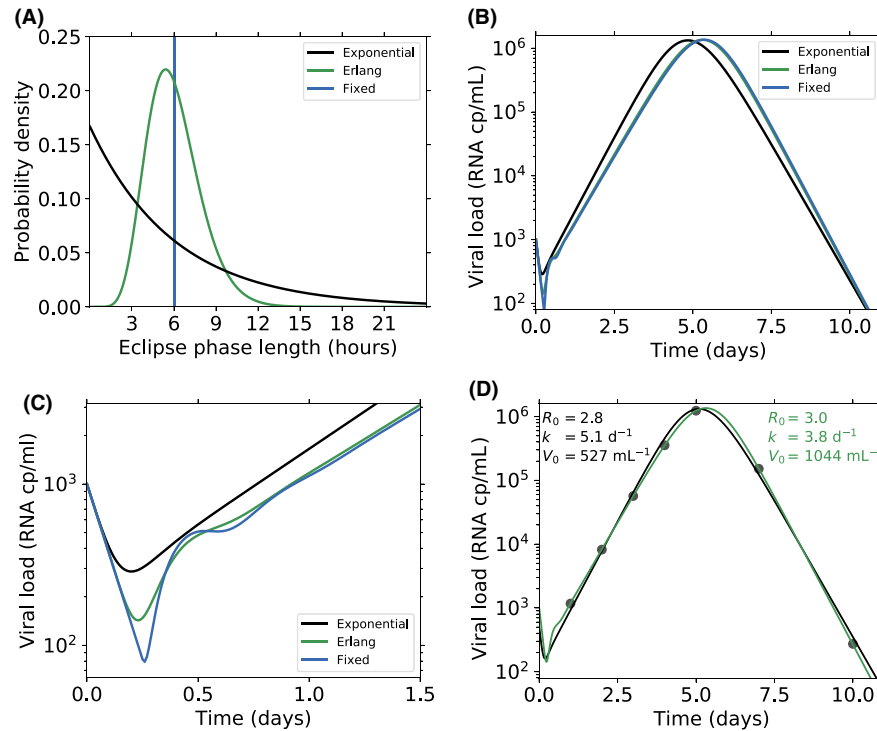 (A)
Probability density
0.25
0.20
0.15
0.10
0.05
0.00
3 6 9 12 15 18 21
Eclipse phase length (hours)
Exponential
Erlang
Fixed
(B)
Viral load (RNA cp/mL)
10⁶
10⁵
10⁴
10³
10²
0.0 2.5 5.0 7.5 10.0
Time (days)
Exponential
Erlang
Fixed
(C)
Viral load (RNA cp/ml)
10³
10²
0.0 0.5 1.0 1.5
Time (days)
Exponential
Erlang
Fixed
(D)
Viral load (RNA cp/mL)
10⁶
10⁵
10⁴
10³
10²
0.0 2.5 5.0 7.5 10.0
Time (days)
R₀ = 2.8
k = 5.1 d⁻¹
V₀ = 527 mL⁻¹
R₀ = 3.0
k = 3.8 d⁻¹
V₀ = 1044 mL⁻